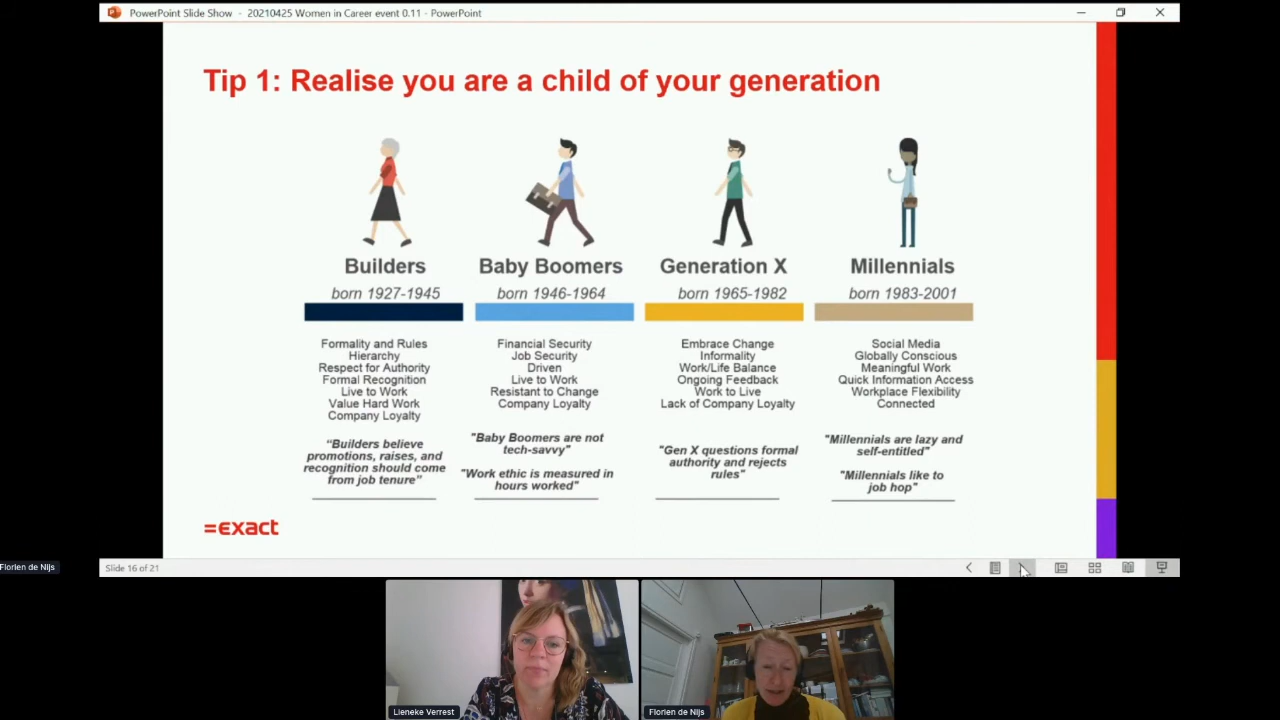 PowerPoint Slide Show - 20210425 Women in Career event 0.11 - PowerPoint
Tip 1: Realise you are a child of your generation
Builders
born 1927-1945
Formality and Rules
Hierarchy
Respect for Authority
Formal Recognition
Live to Work
Value Hard Work
Company Loyalty
“Builders believe
promotions, raises, and
recognition should come
from job tenure”
Baby Boomers
born 1946-1964
Financial Security
Job Security
Driven
Live to Work
Resistant to Change
Company Loyalty
"Baby Boomers are not
tech-savvy"
"Work ethic is measured in
hours worked"
Generation X
born 1965-1982
Embrace Change
Informality
Work/Life Balance
Ongoing Feedback
Work to Live
Lack of Company Loyalty
"Gen X questions formal
authority and rejects
rules"
Millennials
born 1983-2001
Social Media
Globally Conscious
Meaningful Work
Quick Information Access
Workplace Flexibility
Connected
"Millennials are lazy and
self-entitled"
"Millennials like to
job hop"
=exact
Florien de Nijs
Slide 16 of 21
Lieneke Verrest
Florien de Nijs